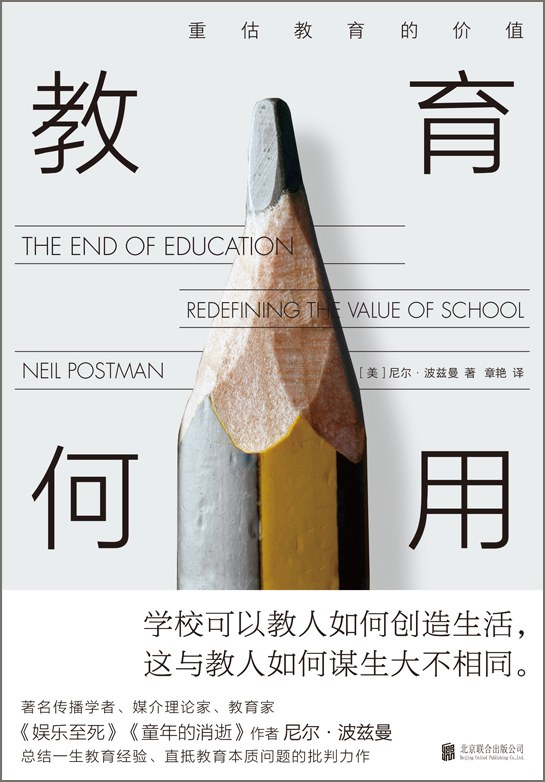 重估教育的价值
教育
THE END OF EDUCATION
REDEFINING THE VALUE OF SCHOOL
NEIL POSTMAN
[美]尼尔·波兹曼 著 章艳 译
何用
学校可以教人如何创造生活，
这与教人如何谋生大不相同。
著名传播学者、媒介理论家、教育家
《娱乐至死》《童年的消逝》作者 尼尔·波兹曼
总结一生教育经验、直抵教育本质问题的批判力作
北京联合出版公司
Beijing United Publishing Co.,Ltd.